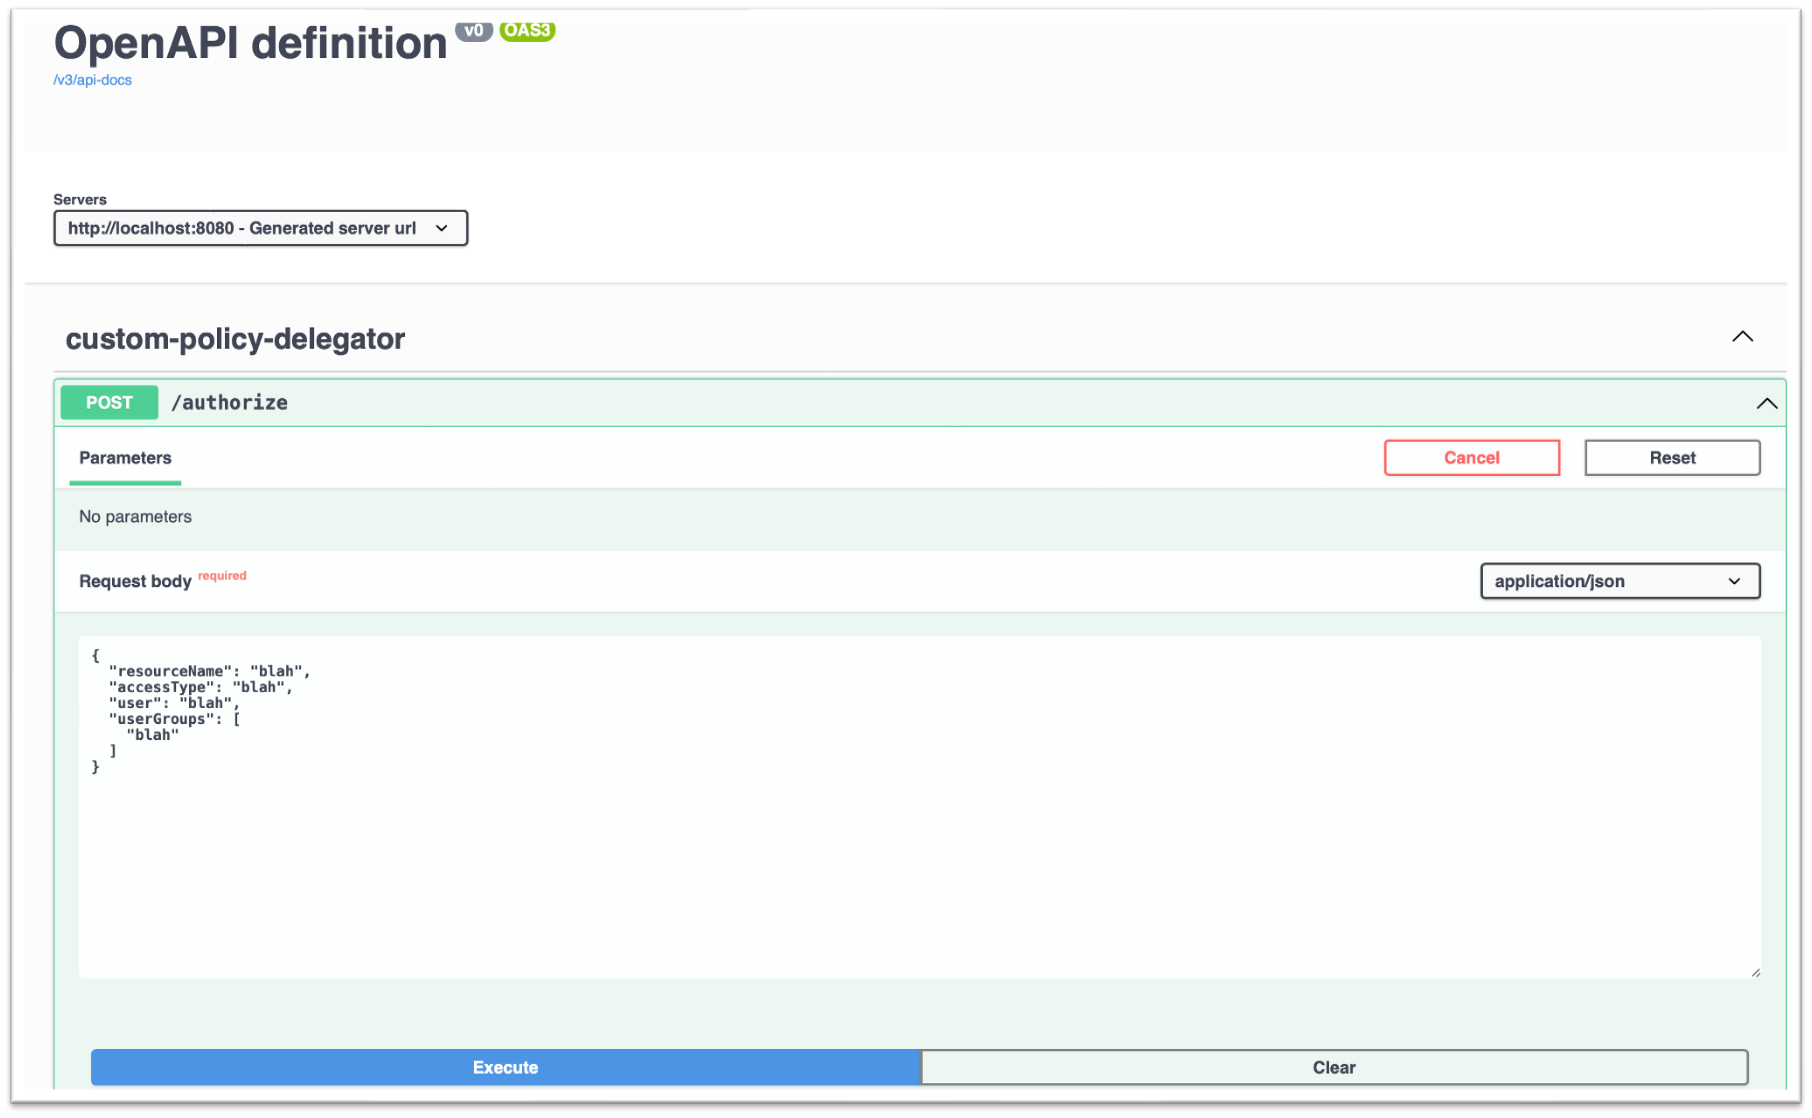 OpenAPI definition v0 OAS3
/v3/api-docs
Servers
http://localhost:8080 - Generated server url
custom-policy-delegator
POST /authorize
Parameters Cancel Reset
No parameters
Request body required application/json
{
  "resourceName": "blah",
  "accessType": "blah",
  "user": "blah",
  "userGroups": [
    "blah"
  ]
}
Execute Clear